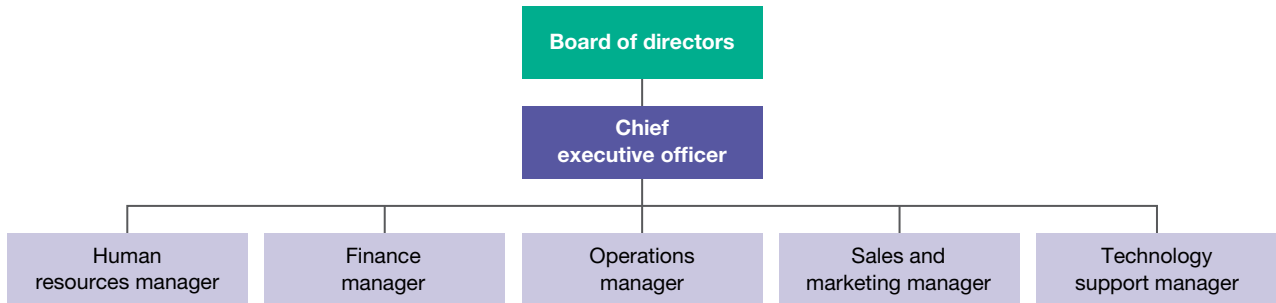 Board of directors
Chief
executive officer
Human
resources manager
Finance
manager
Operations
manager
Sales and
marketing manager
Technology
support manager